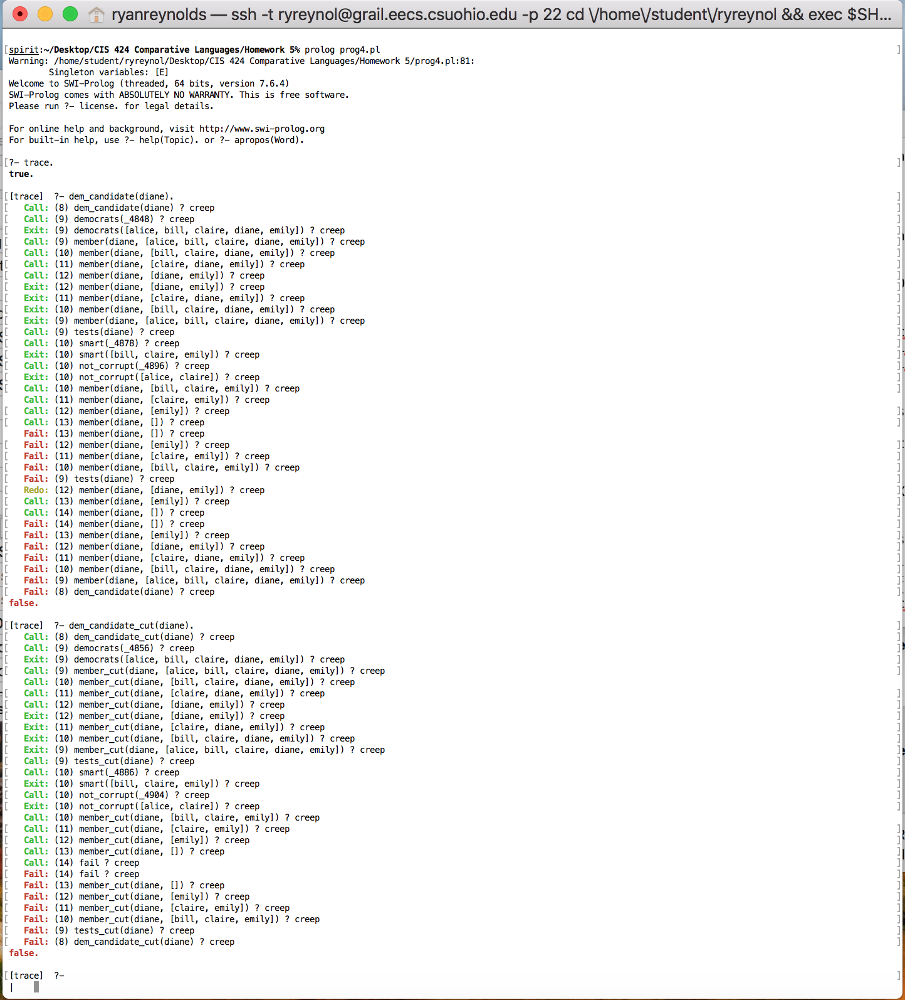 ryanreynolds — ssh -t ryreynol@grail.eecs.csuohio.edu -p 22 cd \/home\/student\/ryreynol && exec $SH...
[spirit:~/Desktop/CIS 424 Comparative Languages/Homework 5% prolog prog4.pl ]
Warning: /home/student/ryreynol/Desktop/CIS 424 Comparative Languages/Homework 5/prog4.pl:81:
Singleton variables: [E]
Welcome to SWI-Prolog (threaded, 64 bits, version 7.6.4)
SWI-Prolog comes with ABSOLUTELY NO WARRANTY. This is free software.
Please run ?- license. for legal details.
For online help and background, visit http://www.swi-prolog.org
For built-in help, use ?- help(Topic). or ?- apropos(Word).
[?- trace. ]
true.
[[trace]  ?- dem_candidate(diane). ]
[ Call: (8) dem_candidate(diane) ? creep ]
[ Call: (9) democrats(_4848) ? creep ]
[ Exit: (9) democrats([alice, bill, claire, diane, emily]) ? creep ]
[ Call: (9) member(diane, [alice, bill, claire, diane, emily]) ? creep ]
[ Call: (10) member(diane, [bill, claire, diane, emily]) ? creep ]
[ Call: (11) member(diane, [claire, diane, emily]) ? creep ]
[ Call: (12) member(diane, [diane, emily]) ? creep ]
[ Exit: (12) member(diane, [diane, emily]) ? creep ]
[ Exit: (11) member(diane, [claire, diane, emily]) ? creep ]
[ Exit: (10) member(diane, [bill, claire, diane, emily]) ? creep ]
[ Exit: (9) member(diane, [alice, bill, claire, diane, emily]) ? creep ]
[ Call: (9) tests(diane) ? creep ]
[ Call: (10) smart(_4878) ? creep ]
[ Exit: (10) smart([bill, claire, emily]) ? creep ]
[ Call: (10) not_corrupt(_4896) ? creep ]
[ Exit: (10) not_corrupt([alice, claire]) ? creep ]
[ Call: (10) member(diane, [bill, claire, emily]) ? creep ]
Call: (11) member(diane, [claire, emily]) ? creep
[ Call: (12) member(diane, [emily]) ? creep ]
[ Call: (13) member(diane, []) ? creep ]
Fail: (13) member(diane, []) ? creep
[ Fail: (12) member(diane, [emily]) ? creep ]
[ Fail: (11) member(diane, [claire, emily]) ? creep ]
[ Fail: (10) member(diane, [bill, claire, emily]) ? creep ]
[ Fail: (9) tests(diane) ? creep ]
[ Redo: (12) member(diane, [diane, emily]) ? creep ]
[ Call: (13) member(diane, [emily]) ? creep ]
[ Call: (14) member(diane, []) ? creep ]
[ Fail: (14) member(diane, []) ? creep ]
[ Fail: (13) member(diane, [emily]) ? creep ]
[ Fail: (12) member(diane, [diane, emily]) ? creep ]
[ Fail: (11) member(diane, [claire, diane, emily]) ? creep ]
[ Fail: (10) member(diane, [bill, claire, diane, emily]) ? creep ]
[ Fail: (9) member(diane, [alice, bill, claire, diane, emily]) ? creep ]
[ Fail: (8) dem_candidate(diane) ? creep ]
false.
[[trace]  ?- dem_candidate_cut(diane). ]
[ Call: (8) dem_candidate_cut(diane) ? creep ]
[ Call: (9) democrats(_4856) ? creep ]
[ Exit: (9) democrats([alice, bill, claire, diane, emily]) ? creep ]
[ Call: (9) member_cut(diane, [alice, bill, claire, diane, emily]) ? creep ]
Call: (10) member_cut(diane, [bill, claire, diane, emily]) ? creep
[ Call: (11) member_cut(diane, [claire, diane, emily]) ? creep ]
[ Call: (12) member_cut(diane, [diane, emily]) ? creep ]
[ Exit: (12) member_cut(diane, [diane, emily]) ? creep ]
[ Exit: (11) member_cut(diane, [claire, diane, emily]) ? creep ]
[ Exit: (10) member_cut(diane, [bill, claire, diane, emily]) ? creep ]
[ Exit: (9) member_cut(diane, [alice, bill, claire, diane, emily]) ? creep ]
[ Call: (9) tests_cut(diane) ? creep ]
[ Call: (10) smart(_4886) ? creep ]
[ Exit: (10) smart([bill, claire, emily]) ? creep ]
[ Call: (10) not_corrupt(_4904) ? creep ]
[ Exit: (10) not_corrupt([alice, claire]) ? creep ]
Call: (10) member_cut(diane, [bill, claire, emily]) ? creep
[ Call: (11) member_cut(diane, [claire, emily]) ? creep ]
[ Call: (12) member_cut(diane, [emily]) ? creep ]
[ Call: (13) member_cut(diane, []) ? creep ]
[ Call: (14) fail ? creep ]
[ Fail: (14) fail ? creep ]
[ Fail: (13) member_cut(diane, []) ? creep ]
[ Fail: (12) member_cut(diane, [emily]) ? creep ]
[ Fail: (11) member_cut(diane, [claire, emily]) ? creep ]
[ Fail: (10) member_cut(diane, [bill, claire, emily]) ? creep ]
[ Fail: (9) tests_cut(diane) ? creep ]
[ Fail: (8) dem_candidate_cut(diane) ? creep ]
false.
[[trace]  ?- ]
|